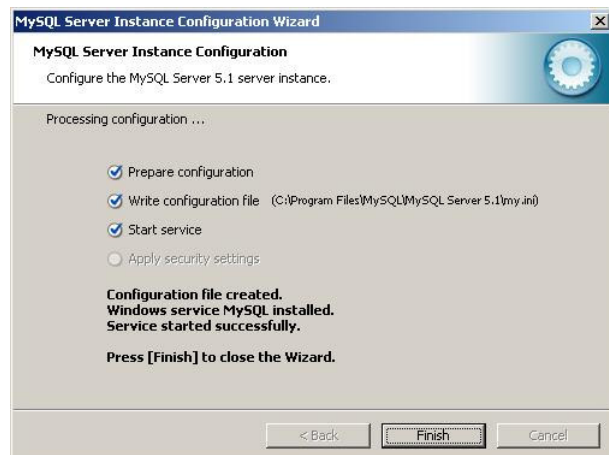 MySQL Server Instance Configuration Wizard
MySQL Server Instance Configuration
Configure the MySQL Server 5.1 server instance.
Processing configuration ...
Prepare configuration
Write configuration file (C:\Program Files\MySQL\MySQL Server 5.1\my.ini)
Start service
Apply security settings
Configuration file created.
Windows service MySQL installed.
Service started successfully.
Press [Finish] to close the Wizard.
< Back Finish Cancel